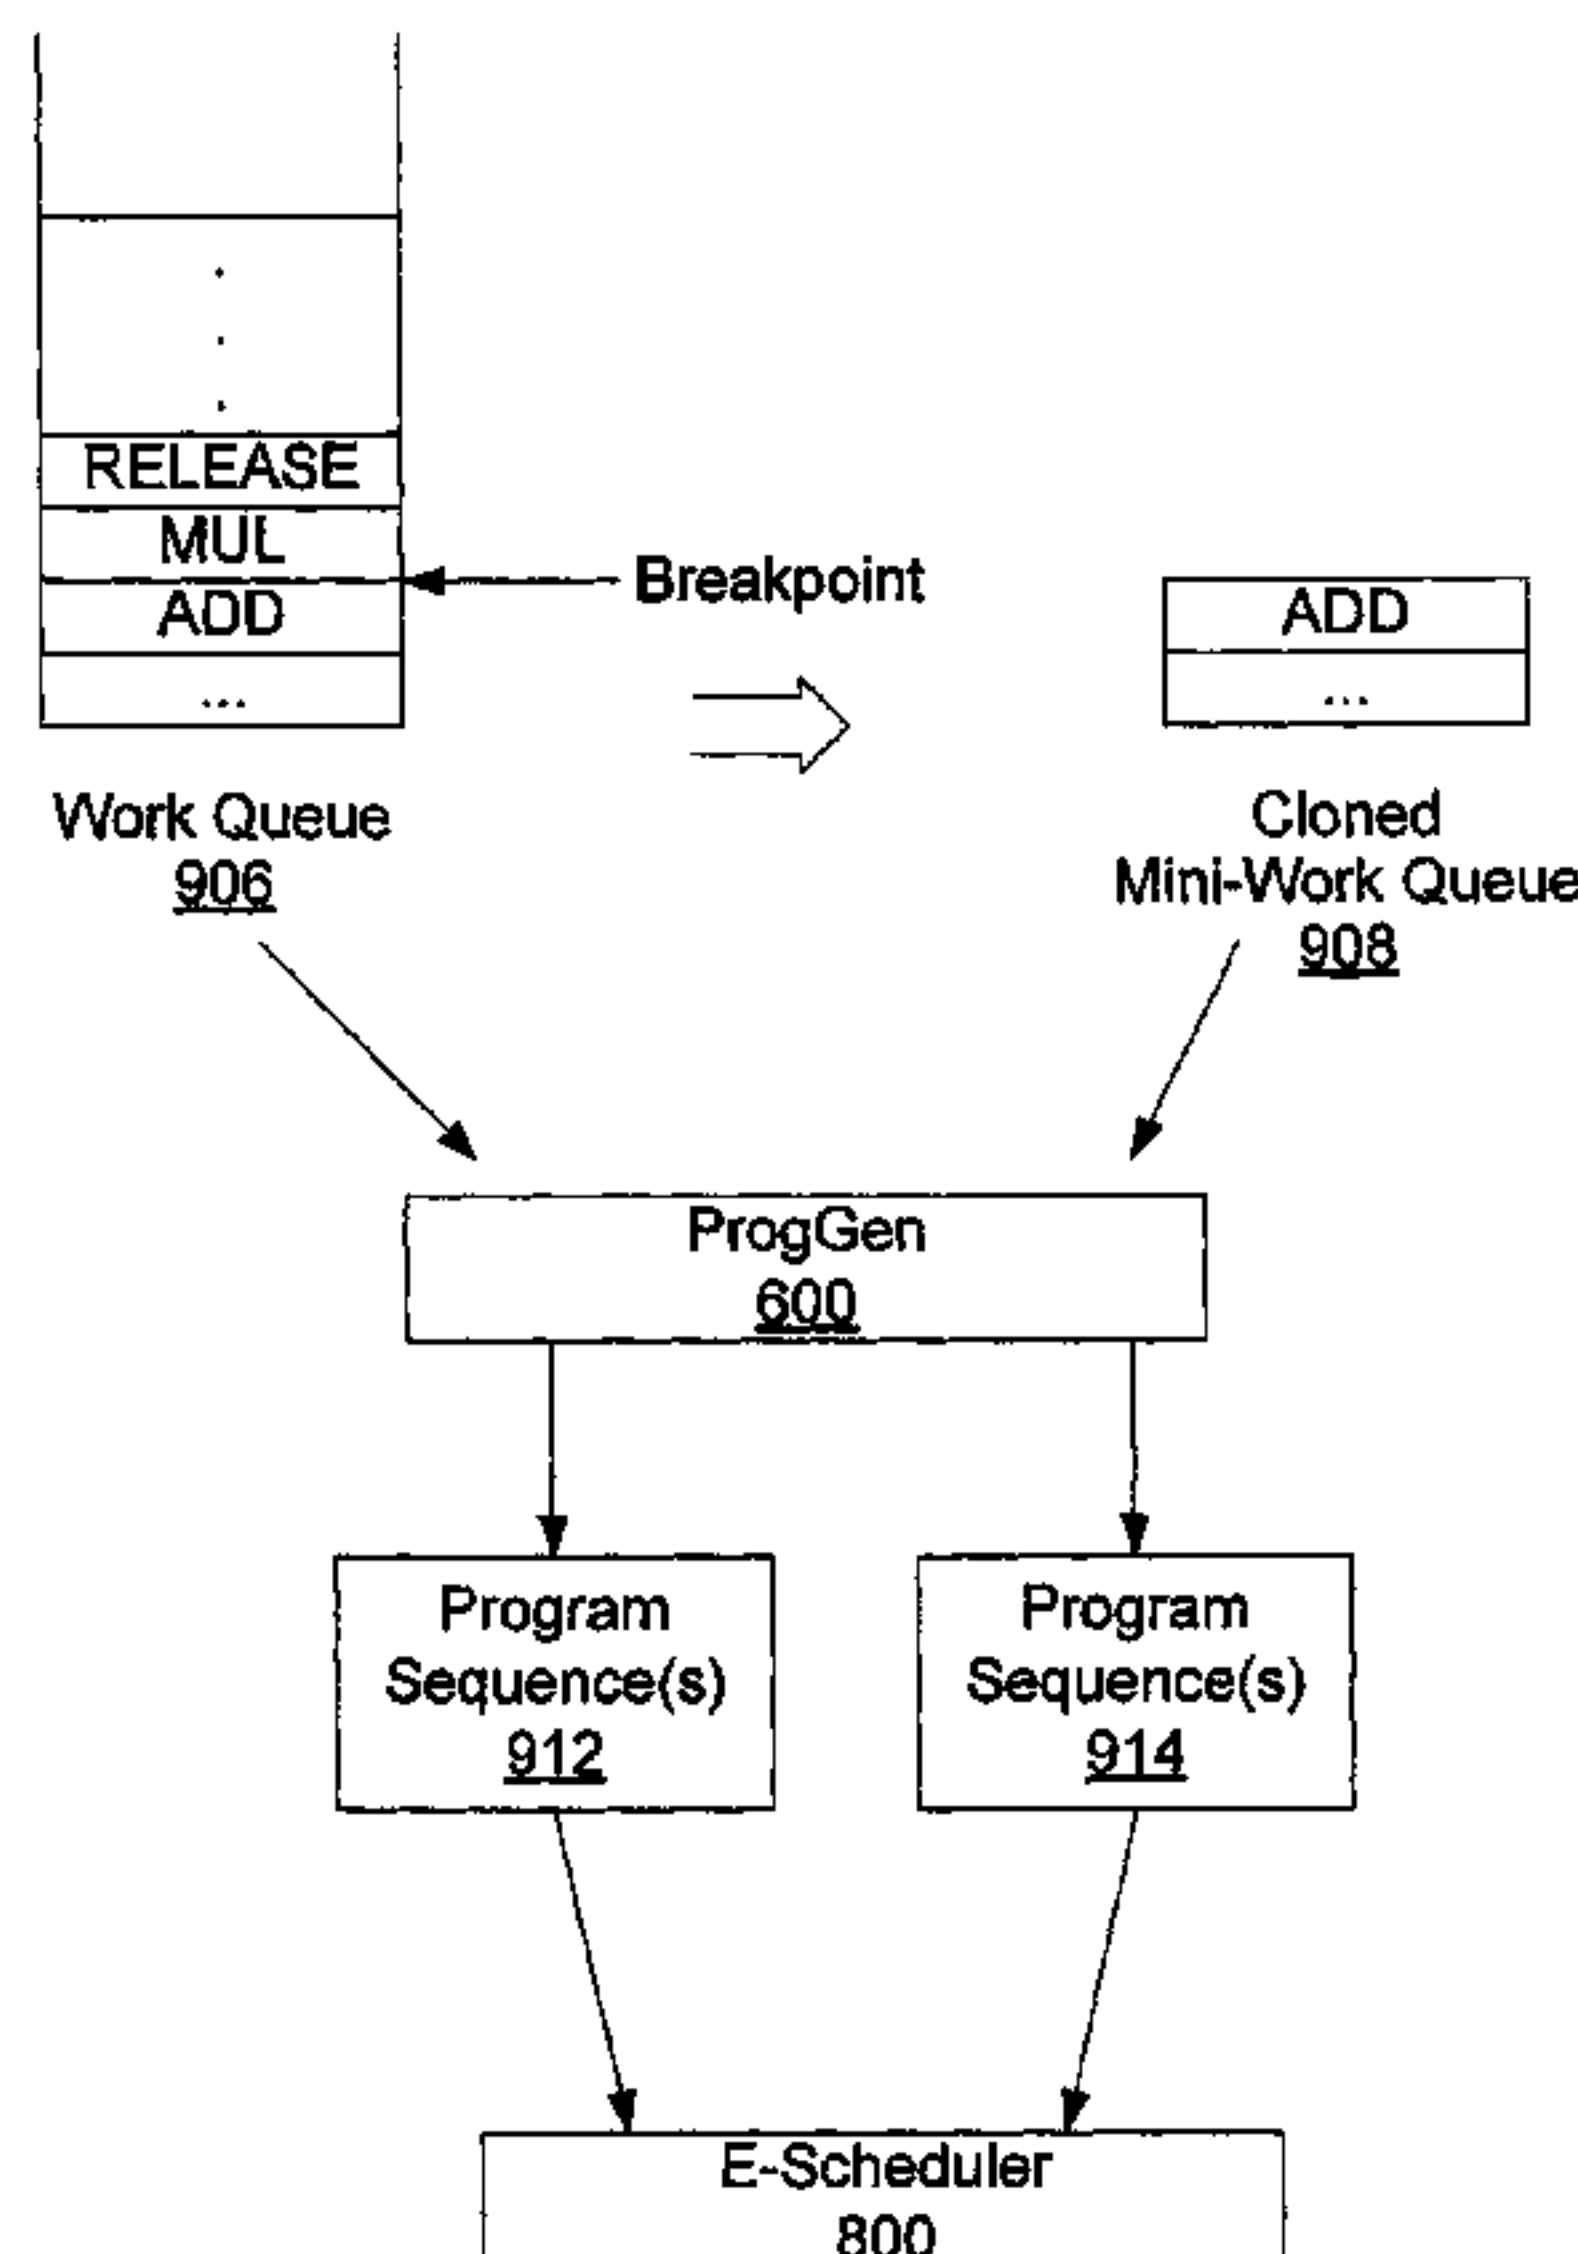 RELEASE
MUL
ADD
...
Breakpoint
ADD
...
Work Queue
906
Cloned
Mini-Work Queue
908
ProgGen
600
Program
Sequence(s)
912
Program
Sequence(s)
914
E-Scheduler
800